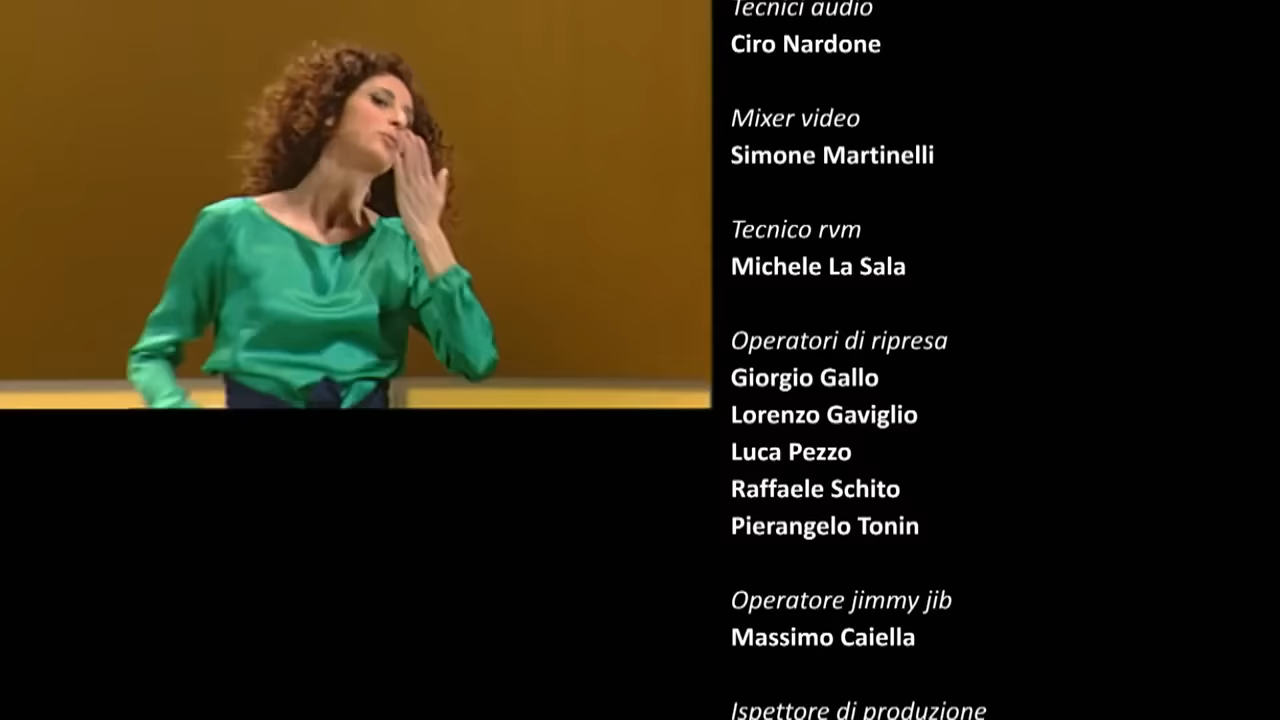 Tecnici audio
Ciro Nardone
Mixer video
Simone Martinelli
Tecnico rvm
Michele La Sala
Operatori di ripresa
Giorgio Gallo
Lorenzo Gaviglio
Luca Pezzo
Raffaele Schito
Pierangelo Tonin
Operatore jimmy jib
Massimo Caiella
Ispettore di produzione